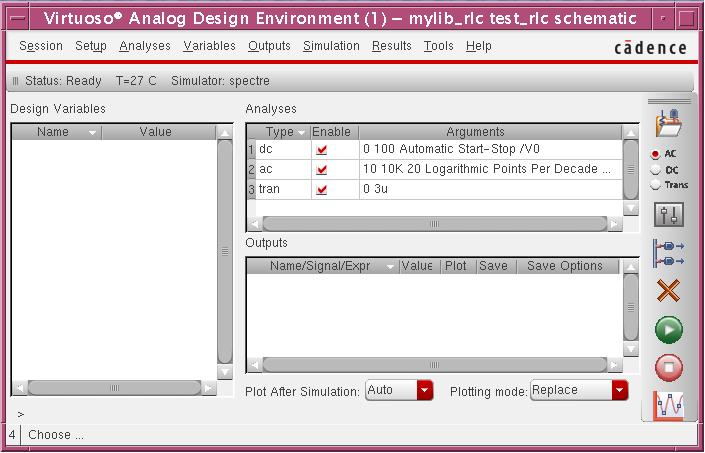 Virtuoso® Analog Design Environment (1) – mylib_rlc test_rlc schematic
Session Setup Analyses Variables Outputs Simulation Results Tools Help cādence
Status: Ready T=27 C Simulator: spectre
Design Variables
Name Value
Analyses
Type Enable Arguments
1 dc 0 100 Automatic Start-Stop /V0
2 ac 10 10K 20 Logarithmic Points Per Decade ...
3 tran 0 3u
AC
DC
Trans
Outputs
Name/Signal/Expr Value Plot Save Save Options
Plot After Simulation: Auto Plotting mode: Replace
>
4 Choose ...